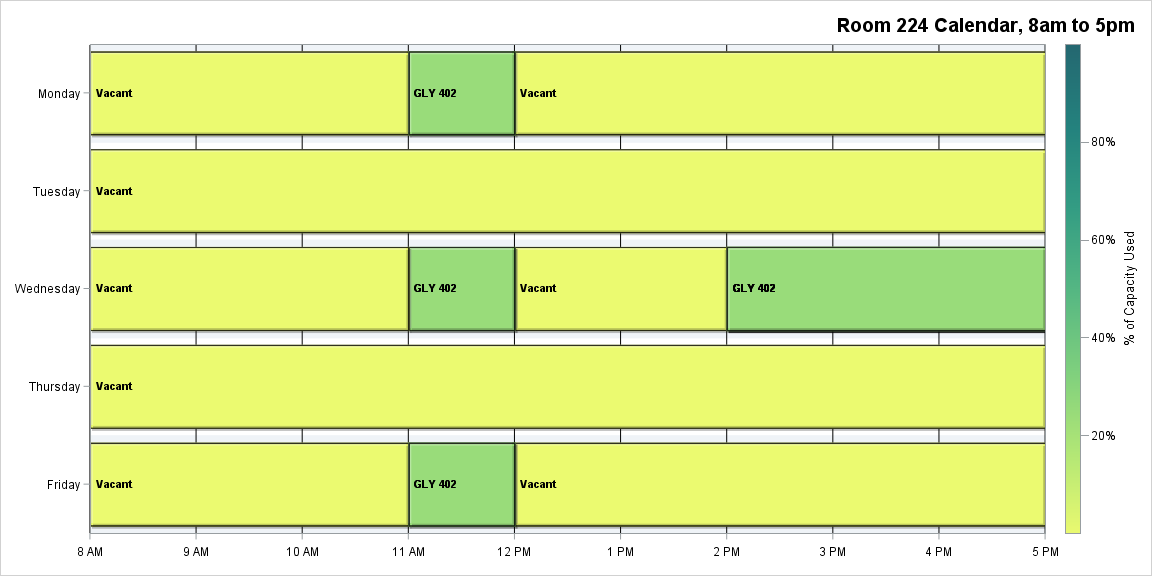 Room 224 Calendar, 8am to 5pm
Monday
Vacant
GLY 402
Vacant
Tuesday
Vacant
Wednesday
Vacant
GLY 402
Vacant
GLY 402
Thursday
Vacant
Friday
Vacant
GLY 402
Vacant
8 AM
9 AM
10 AM
11 AM
12 PM
1 PM
2 PM
3 PM
4 PM
5 PM
80%
60%
40%
20%
% of Capacity Used